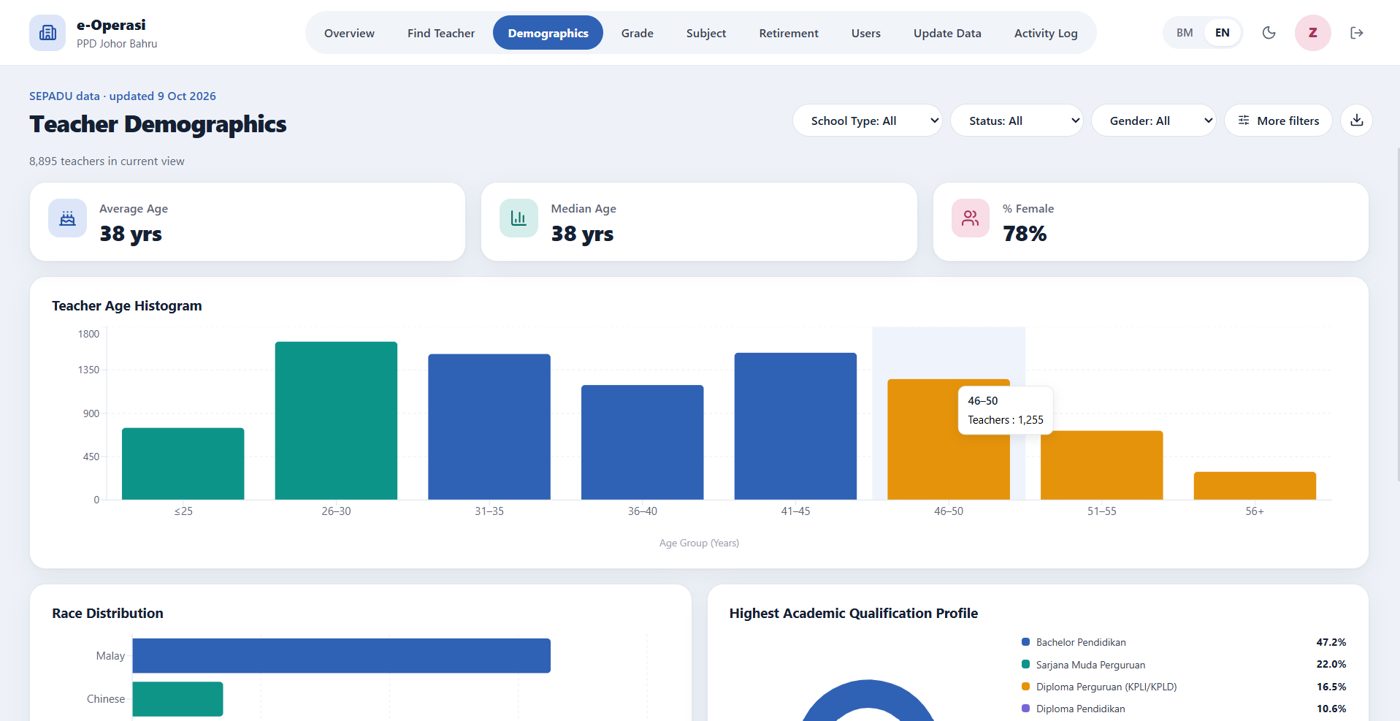 e-Operasi
PPD Johor Bahru
Overview
Find Teacher
Demographics
Grade
Subject
Retirement
Users
Update Data
Activity Log
BM
EN
Z
SEPADU data · updated 9 Oct 2026
Teacher Demographics
8,895 teachers in current view
School Type: All
Status: All
Gender: All
More filters
Average Age
38 yrs
Median Age
38 yrs
% Female
78%
Teacher Age Histogram
1800
1350
900
450
0
46–50
Teachers : 1,255
≤25
26–30
31–35
36–40
41–45
46–50
51–55
56+
Age Group (Years)
Race Distribution
Malay
Chinese
Highest Academic Qualification Profile
Bachelor Pendidikan 47.2%
Sarjana Muda Perguruan 22.0%
Diploma Perguruan (KPLI/KPLD) 16.5%
Diploma Pendidikan 10.6%